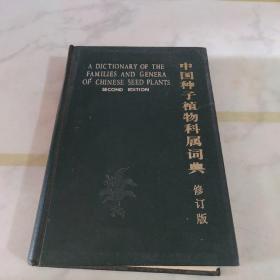 A DICTIONARY OF THE
FAMILIES AND GENERA
OF CHINESE SEED PLANTS
SECOND EDITION
中国种子植物科属词典
修订版